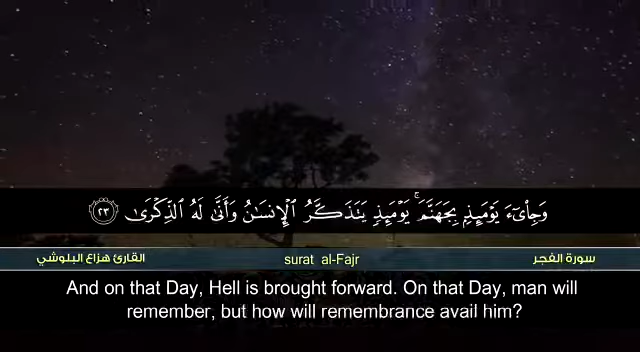 وَجِا۟ىٓءَ يَوْمَئِذِۭ بِجَهَنَّمَ ۚ يَوْمَئِذٍ يَتَذَكَّرُ ٱلْإِنسَـٰنُ وَأَنَّىٰ لَهُ ٱلذِّكْرَىٰ ٢٣
سورة الفجر surat al-Fajr القارئ هزاع البلوشي
And on that Day, Hell is brought forward. On that Day, man will
remember, but how will remembrance avail him?